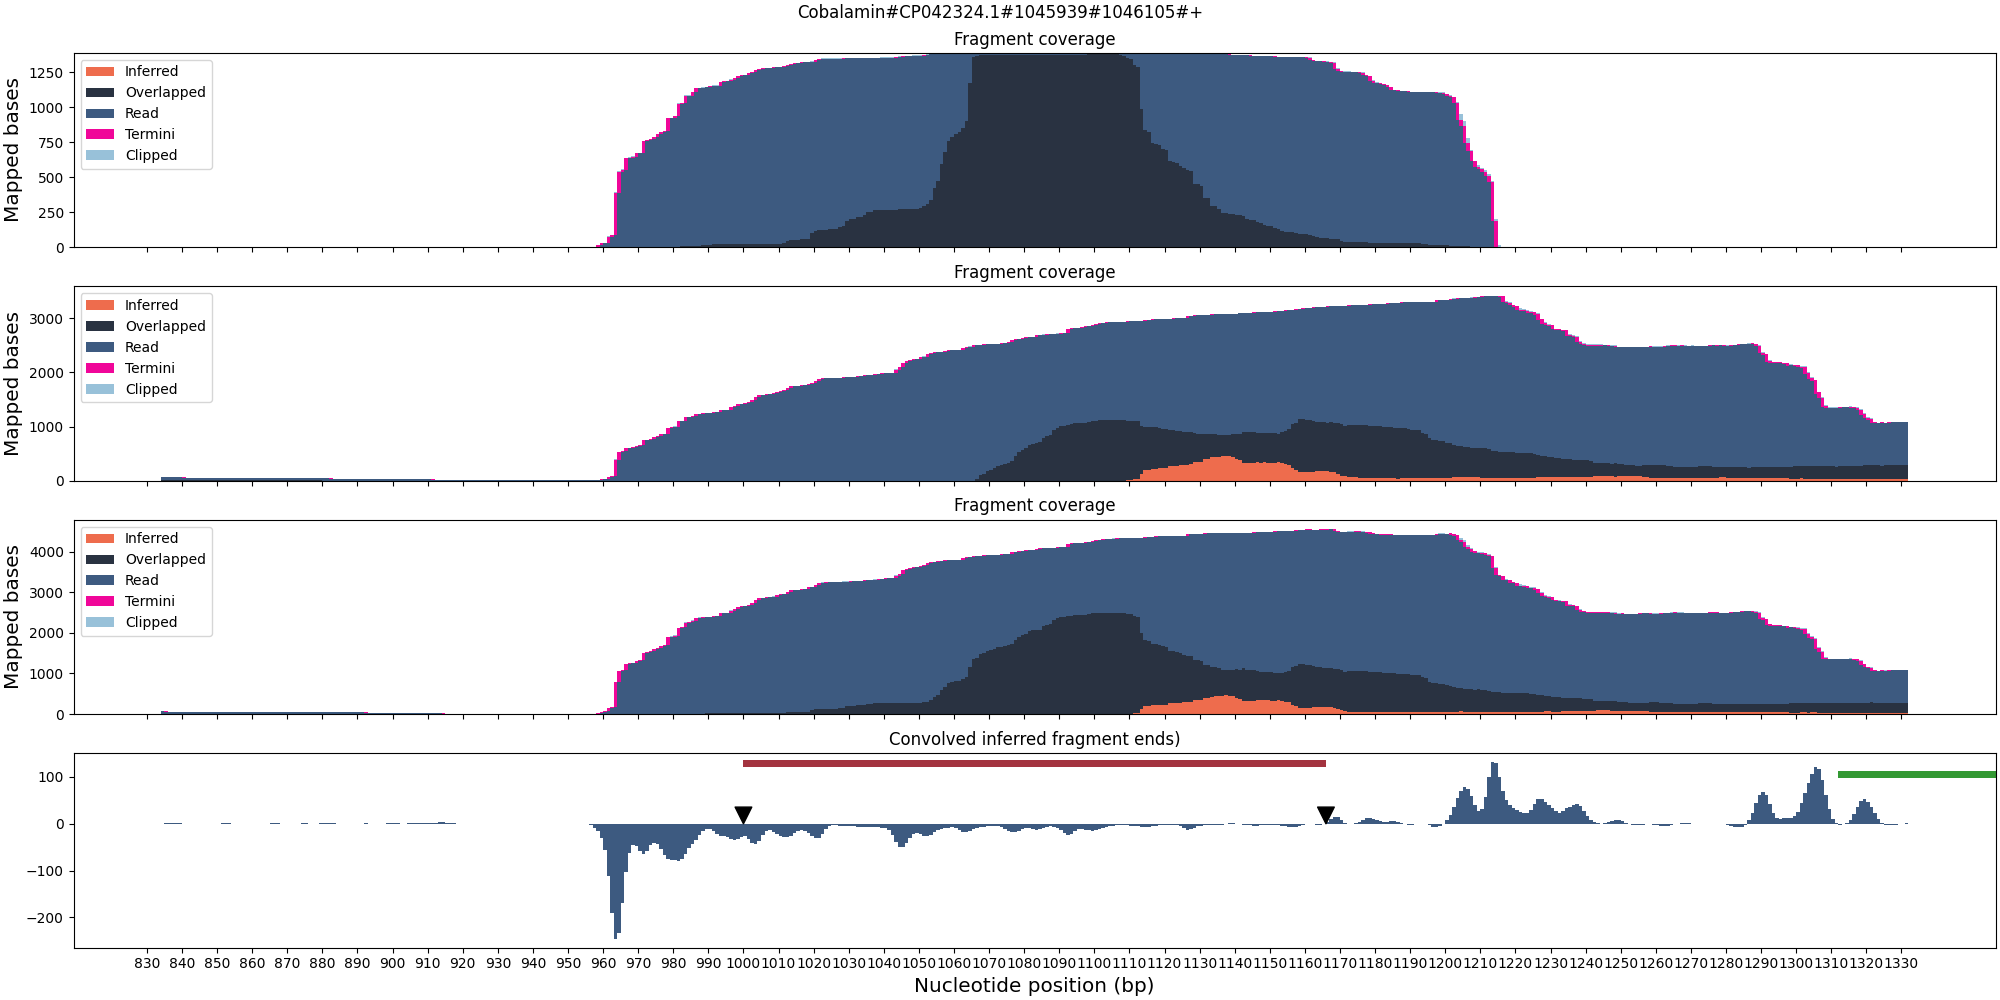 Cobalamin#CP042324.1#1045939#1046105#+
Fragment coverage
Mapped bases
1250
1000
750
500
250
0
Inferred
Overlapped
Read
Termini
Clipped
Fragment coverage
Mapped bases
3000
2000
1000
0
Inferred
Overlapped
Read
Termini
Clipped
Fragment coverage
Mapped bases
4000
3000
2000
1000
0
Inferred
Overlapped
Read
Termini
Clipped
Convolved inferred fragment ends)
100
0
−100
−200
830 840 850 860 870 880 890 900 910 920 930 940 950 960 970 980 990 1000 1010 1020 1030 1040 1050 1060 1070 1080 1090 1100 1110 1120 1130 1140 1150 1160 1170 1180 1190 1200 1210 1220 1230 1240 1250 1260 1270 1280 1290 1300 1310 1320 1330
Nucleotide position (bp)